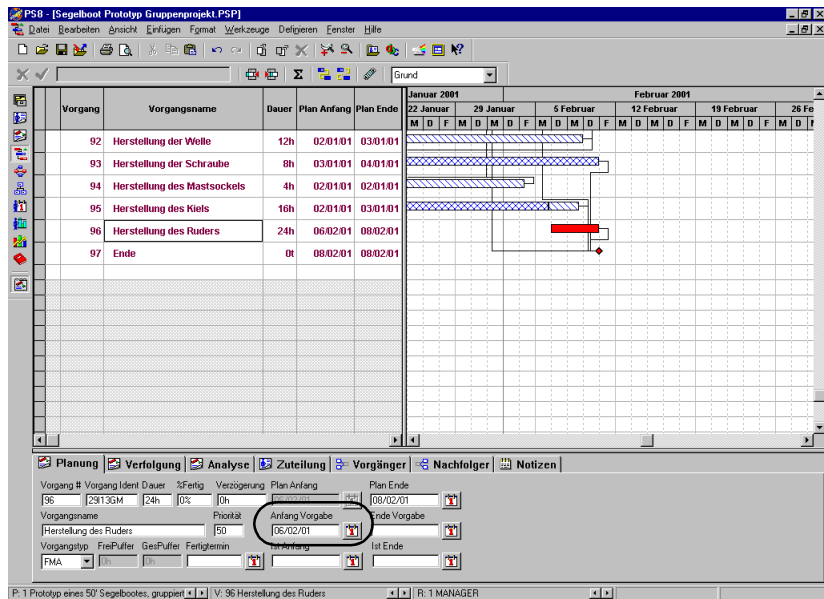 PS8 - [Segelboot Prototyp Gruppenprojekt.PSP]
Datei Bearbeiten Ansicht Einfügen Format Werkzeuge Definieren Fenster Hilfe
Grund
Januar 2001 Februar 2001
Vorgang Vorgangsname Dauer Plan Anfang Plan Ende 22 Januar 29 Januar 5 Februar 12 Februar 19 Februar 26 Fe
M D F M D M D F M D M D F M D M D F M D M D F M D
92 Herstellung der Welle 12h 02/01/01 03/01/01
93 Herstellung der Schraube 8h 03/01/01 04/01/01
94 Herstellung des Mastsockels 4h 02/01/01 02/01/01
95 Herstellung des Kiels 16h 02/01/01 03/01/01
96 Herstellung des Ruders 24h 06/02/01 08/02/01
97 Ende 0t 08/02/01 08/02/01
Planung Verfolgung Analyse Zuteilung Vorgänger Nachfolger Notizen
Vorgang # Vorgang Ident Dauer %Fertig Verzögerung Plan Anfang Plan Ende
96 29I13GM 24h 0% 0h 06/02/01 08/02/01
Vorgangsname Priorität Anfang Vorgabe Ende Vorgabe
Herstellung des Ruders 50 06/02/01
Vorgangstyp FreiPuffer GesPuffer Fertigtermin Ist Anfang Ist Ende
FMA 0h 0h
P: 1 Prototyp eines 50' Segelbootes, gruppiert V: 96 Herstellung des Ruders R: 1 MANAGER